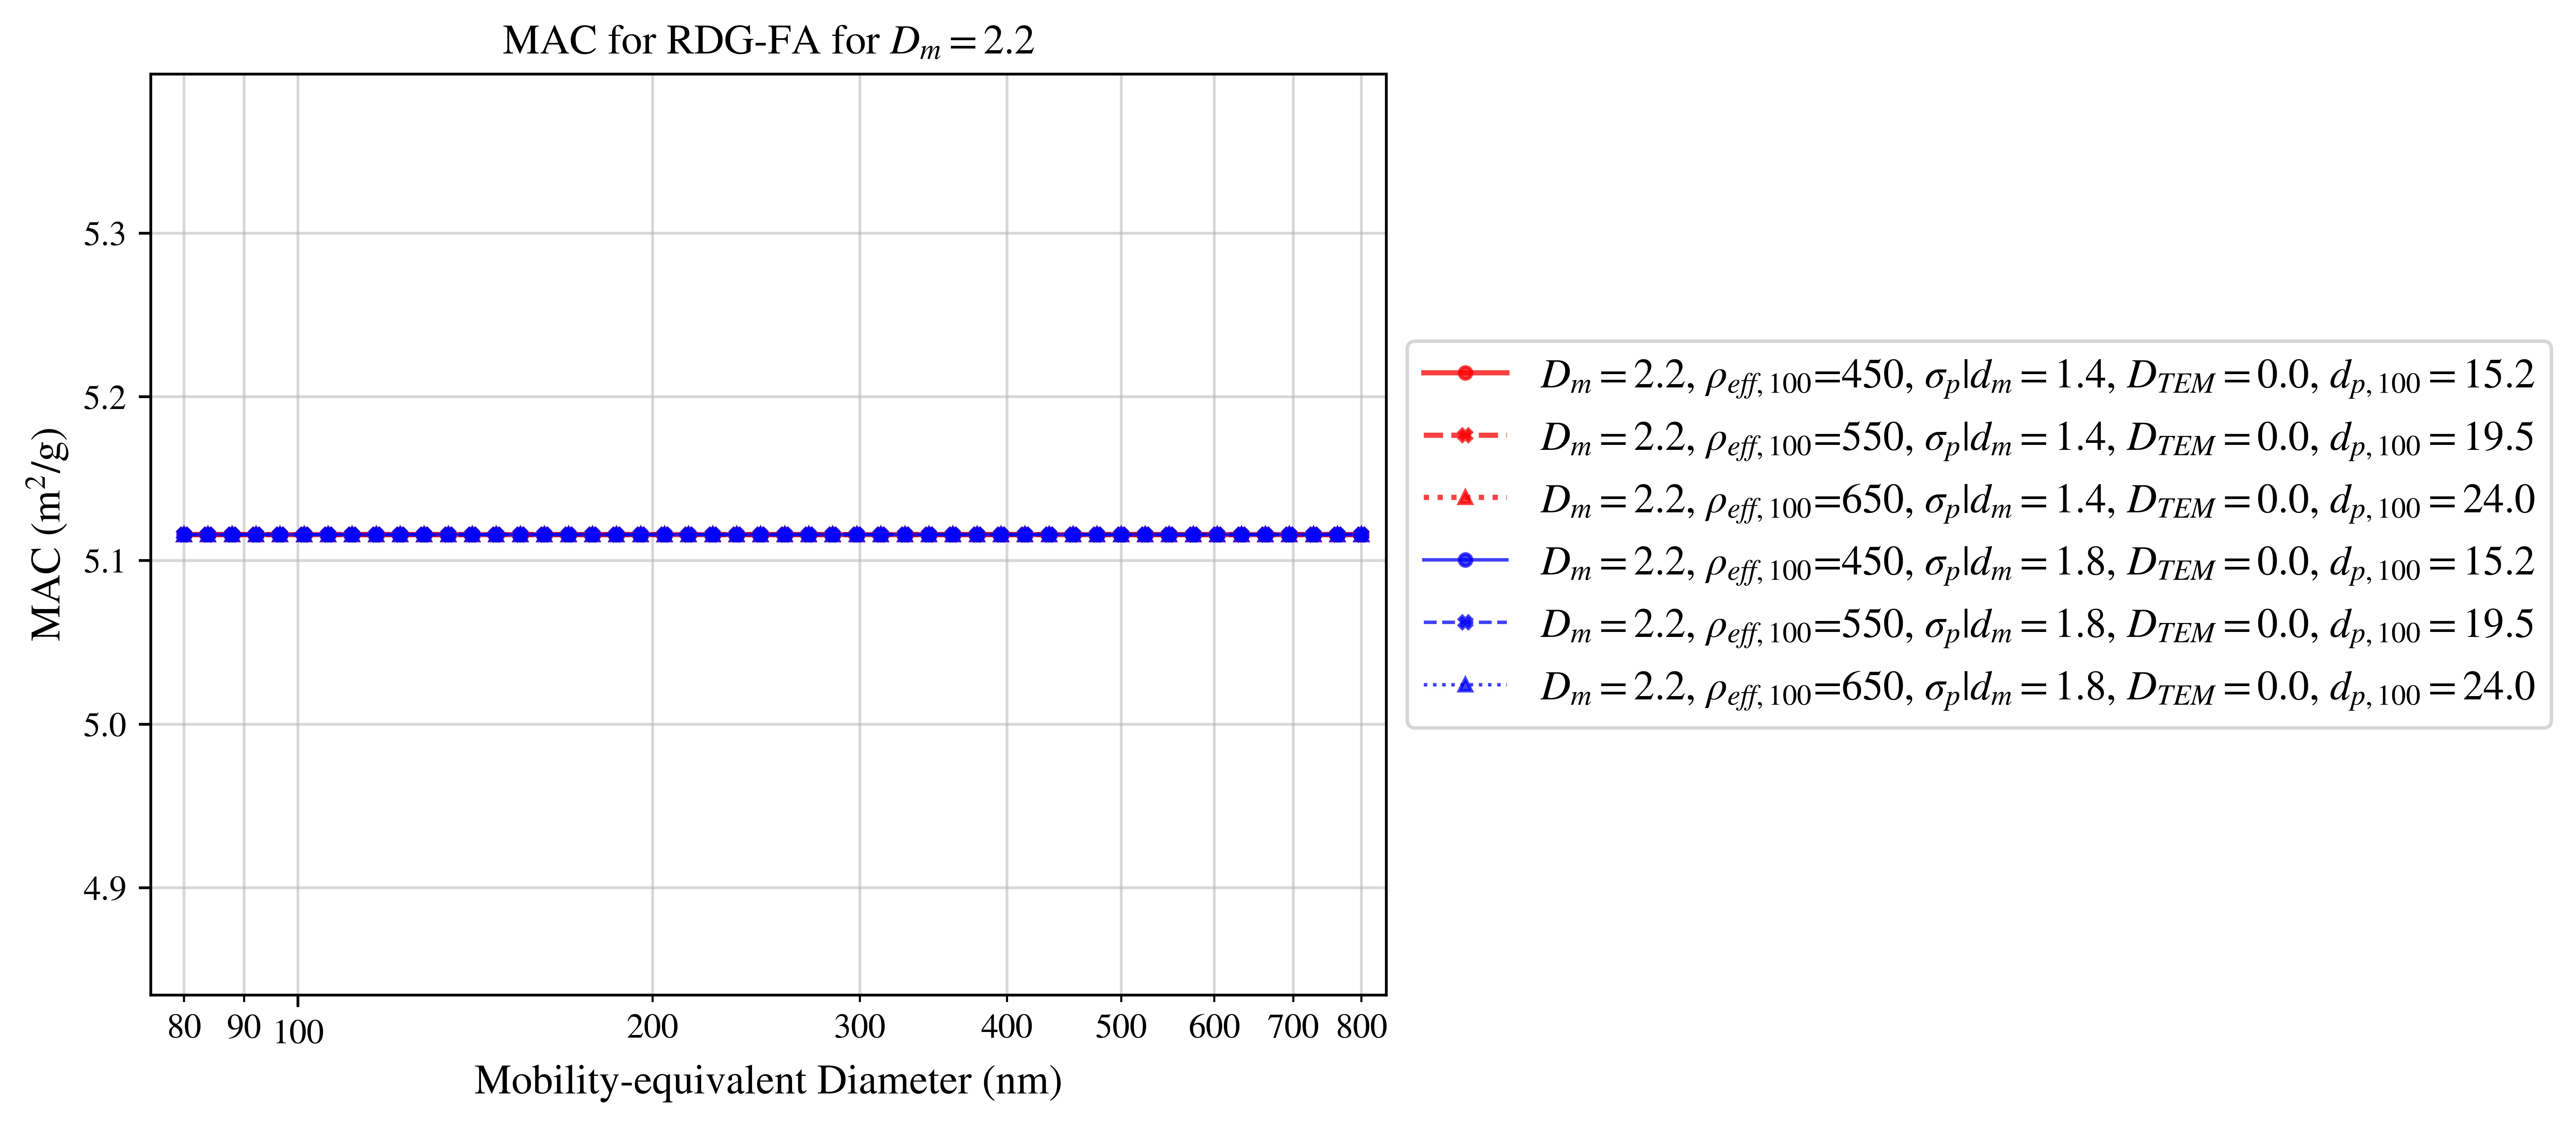 MAC for RDG-FA for Dₘ = 2.2
MAC (m²/g)
5.3
5.2
5.1
5.0
4.9
80 90 100 200 300 400 500 600 700 800
Mobility-equivalent Diameter (nm)
D_m = 2.2, ρ_eff,100=450, σ_p|d_m = 1.4, D_TEM = 0.0, d_p,100 = 15.2
D_m = 2.2, ρ_eff,100=550, σ_p|d_m = 1.4, D_TEM = 0.0, d_p,100 = 19.5
D_m = 2.2, ρ_eff,100=650, σ_p|d_m = 1.4, D_TEM = 0.0, d_p,100 = 24.0
D_m = 2.2, ρ_eff,100=450, σ_p|d_m = 1.8, D_TEM = 0.0, d_p,100 = 15.2
D_m = 2.2, ρ_eff,100=550, σ_p|d_m = 1.8, D_TEM = 0.0, d_p,100 = 19.5
D_m = 2.2, ρ_eff,100=650, σ_p|d_m = 1.8, D_TEM = 0.0, d_p,100 = 24.0